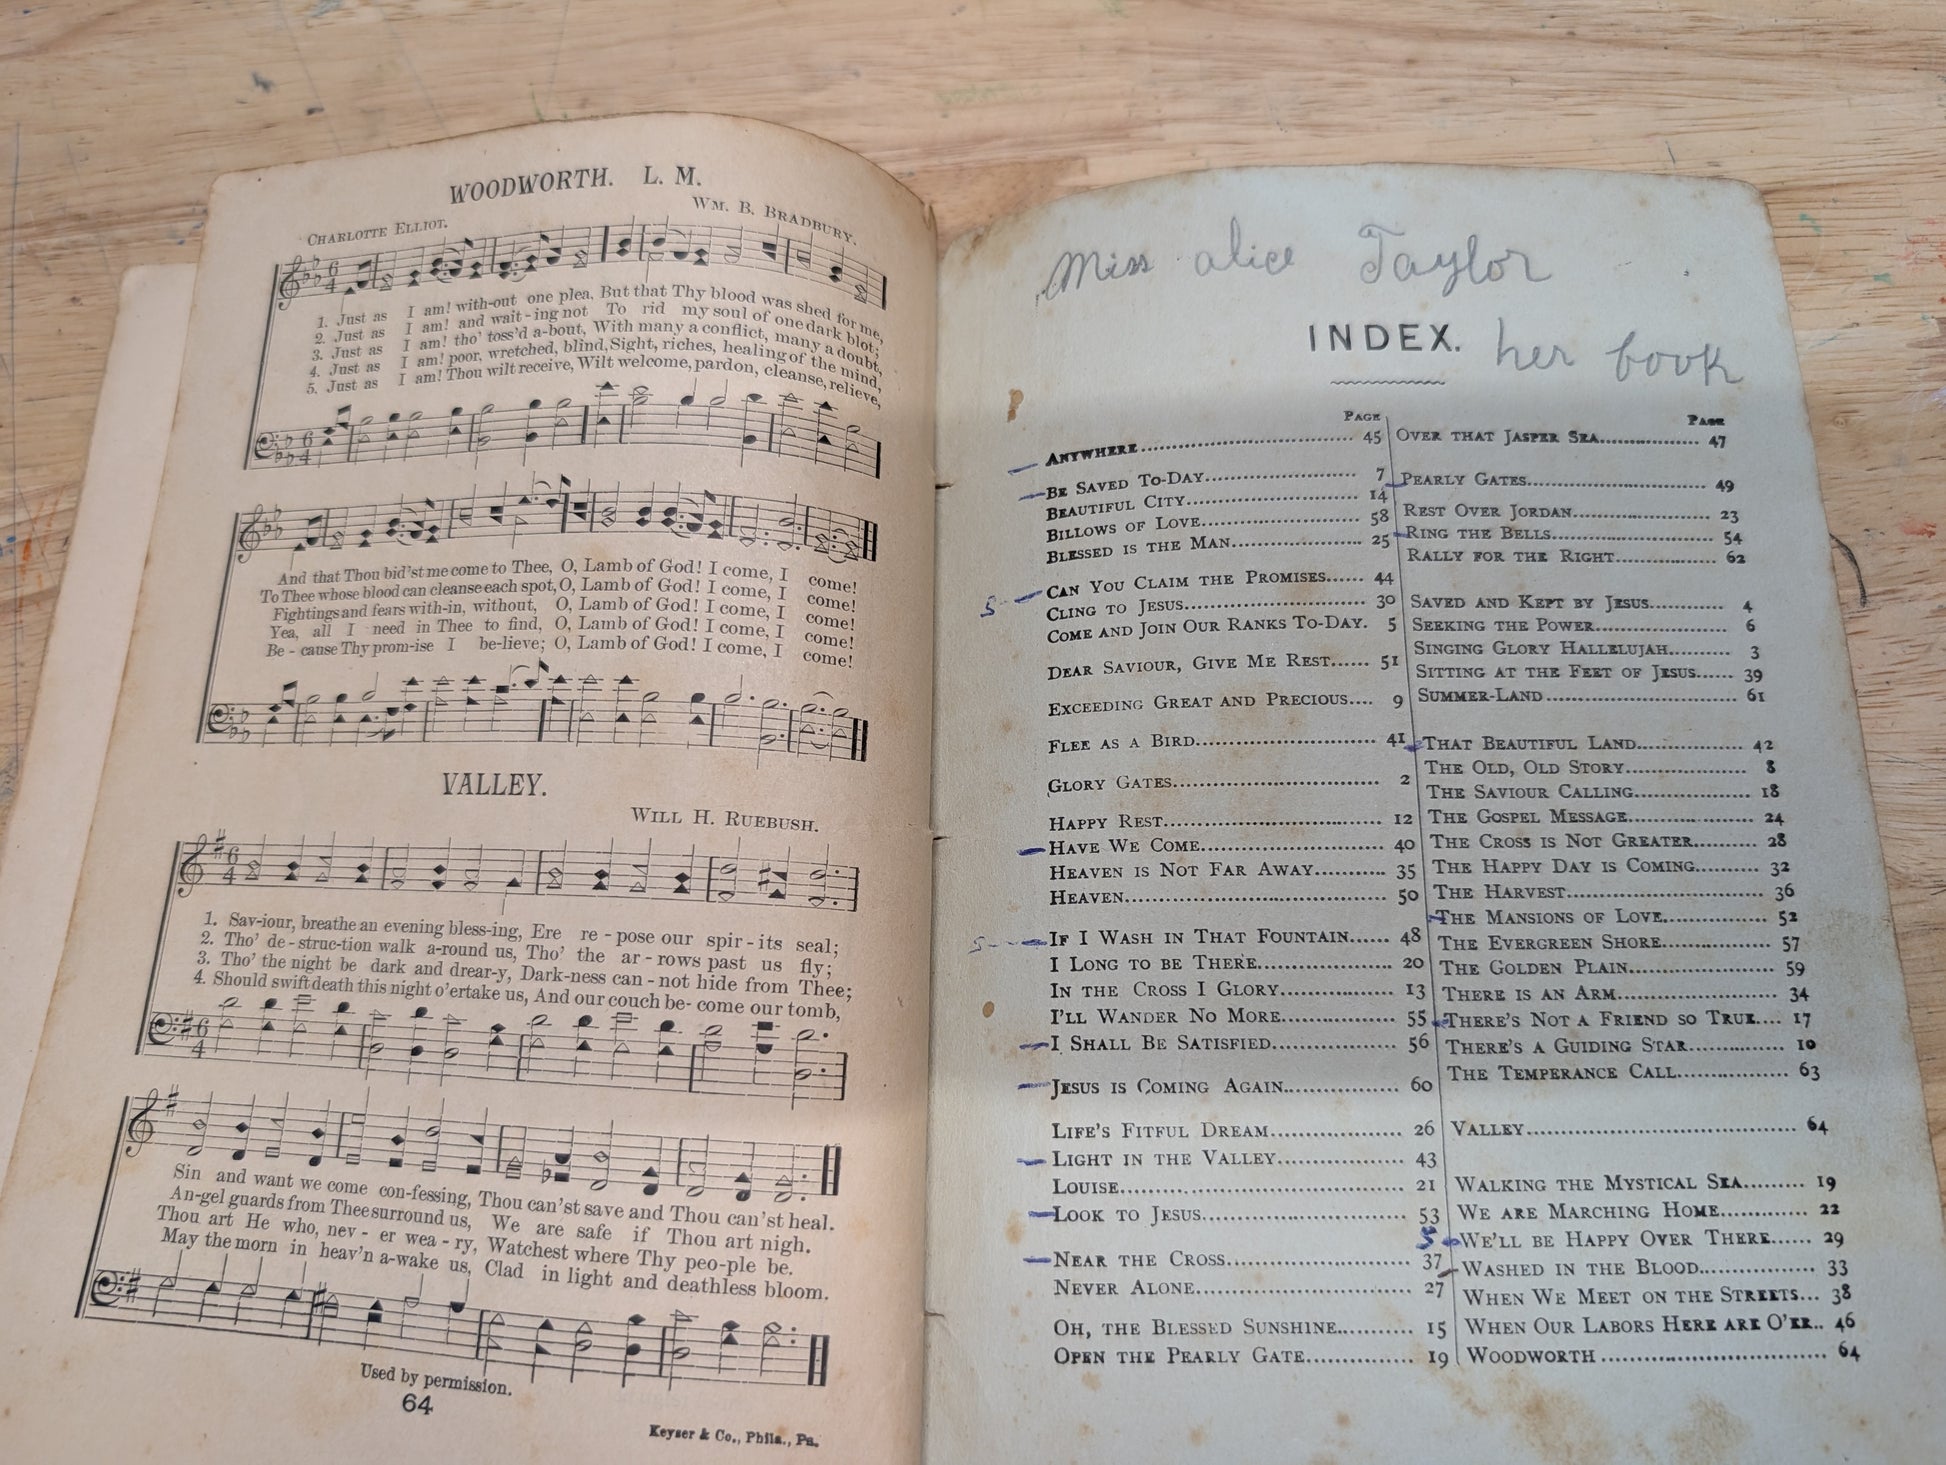 WOODWORTH. L. M.
CHARLOTTE ELLIOT.
WM. B. BRADBURY.
1. Just as I am! with-out one plea, But that Thy blood was shed for me,
2. Just as I am! and wait-ing not To rid my soul of one dark blot;
3. Just as I am! tho' toss'd a-bout, With many a conflict, many a doubt,
4. Just as I am! poor, wretched, blind, Sight, riches, healing of the mind,
5. Just as I am! Thou wilt receive, Wilt welcome, pardon, cleanse, relieve,
And that Thou bid'st me come to Thee, O, Lamb of God! I come, I come!
To Thee whose blood can cleanse each spot, O, Lamb of God! I come, I come!
Fightings and fears with-in, without, O, Lamb of God! I come, I come!
Yea, all I need in Thee to find, O, Lamb of God! I come, I come!
Be-cause Thy prom-ise I be-lieve; O, Lamb of God! I come, I come!
VALLEY.
WILL H. RUEBUSH.
1. Sav-iour, breathe an evening bless-ing, Ere re-pose our spir-its seal;
2. Tho' de-struc-tion walk a-round us, Tho' the ar-rows past us fly;
3. Tho' the night be dark and drear-y, Dark-ness can-not hide from Thee;
4. Should swift death this night o'ertake us, And our couch be-come our tomb,
Sin and want we come con-fessing, Thou can'st save and Thou can'st heal.
An-gel guards from Thee surround us, We are safe if Thou art nigh.
Thou art He who, nev-er wea-ry, Watchest where Thy peo-ple be.
May the morn in heav'n a-wake us, Clad in light and deathless bloom.
Used by permission.
64
Keyser & Co., Phila., Pa.
Miss alice Taylor
INDEX.
her book
PAGE
ANYWHERE 45
BE SAVED TO-DAY 7
BEAUTIFUL CITY 14
BILLOWS OF LOVE 58
BLESSED IS THE MAN 25
5 CAN YOU CLAIM THE PROMISES 44
CLING TO JESUS 30
COME AND JOIN OUR RANKS TO-DAY. 5
DEAR SAVIOUR, GIVE ME REST 51
EXCEEDING GREAT AND PRECIOUS 9
FLEE AS A BIRD 41
GLORY GATES 2
HAPPY REST 12
HAVE WE COME 40
HEAVEN IS NOT FAR AWAY 35
HEAVEN 50
5 IF I WASH IN THAT FOUNTAIN 48
I LONG TO BE THERE 20
IN THE CROSS I GLORY 13
I'LL WANDER NO MORE 55
I SHALL BE SATISFIED 56
JESUS IS COMING AGAIN 60
LIFE'S FITFUL DREAM 26
LIGHT IN THE VALLEY 43
LOUISE 21
LOOK TO JESUS 53
NEAR THE CROSS 37
NEVER ALONE 27
OH, THE BLESSED SUNSHINE 15
OPEN THE PEARLY GATE 19
PAGE
OVER THAT JASPER SEA 47
PEARLY GATES 49
REST OVER JORDAN 23
RING THE BELLS 54
RALLY FOR THE RIGHT 62
SAVED AND KEPT BY JESUS 4
SEEKING THE POWER 6
SINGING GLORY HALLELUJAH 3
SITTING AT THE FEET OF JESUS 39
SUMMER-LAND 61
THAT BEAUTIFUL LAND 42
THE OLD, OLD STORY 8
THE SAVIOUR CALLING 18
THE GOSPEL MESSAGE 24
THE CROSS IS NOT GREATER 28
THE HAPPY DAY IS COMING 32
THE HARVEST 36
THE MANSIONS OF LOVE 52
THE EVERGREEN SHORE 57
THE GOLDEN PLAIN 59
THERE IS AN ARM 34
THERE'S NOT A FRIEND SO TRUE 17
THERE'S A GUIDING STAR 10
THE TEMPERANCE CALL 63
VALLEY 64
WALKING THE MYSTICAL SEA 19
WE ARE MARCHING HOME 22
5 WE'LL BE HAPPY OVER THERE 29
WASHED IN THE BLOOD 33
WHEN WE MEET ON THE STREETS 38
WHEN OUR LABORS HERE ARE O'ER 46
WOODWORTH 64